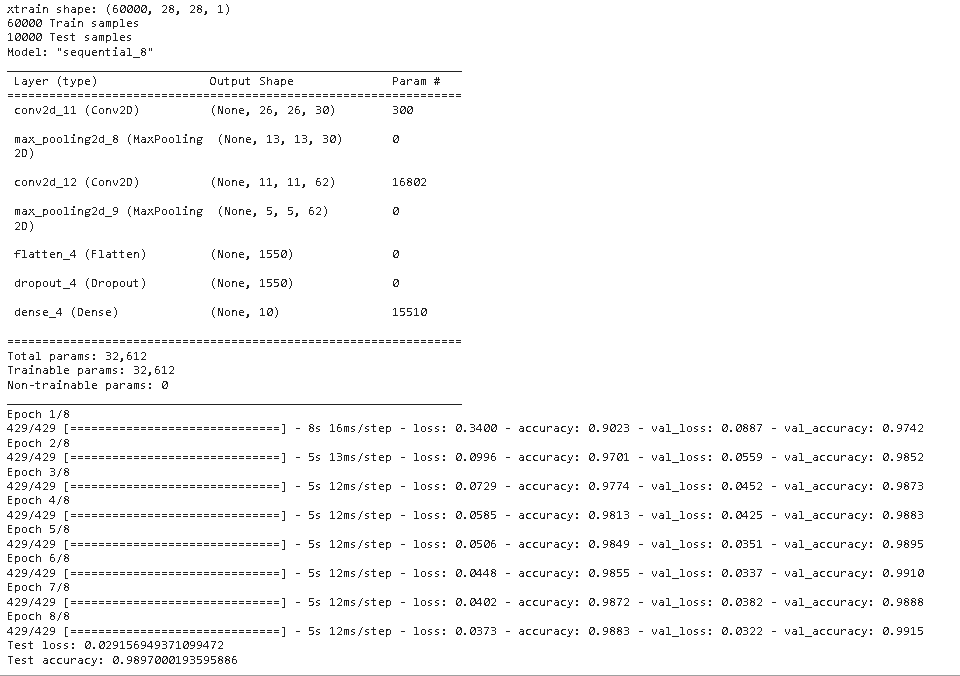 xtrain shape: (60000, 28, 28, 1)
60000 Train samples
10000 Test samples
Model: "sequential_8"
_________________________________________________________________
 Layer (type)                Output Shape              Param #
=================================================================
 conv2d_11 (Conv2D)          (None, 26, 26, 30)        300
 max_pooling2d_8 (MaxPooling  (None, 13, 13, 30)       0
 2D)
 conv2d_12 (Conv2D)          (None, 11, 11, 62)        16802
 max_pooling2d_9 (MaxPooling  (None, 5, 5, 62)         0
 2D)
 flatten_4 (Flatten)         (None, 1550)              0
 dropout_4 (Dropout)         (None, 1550)              0
 dense_4 (Dense)             (None, 10)                15510
=================================================================
Total params: 32,612
Trainable params: 32,612
Non-trainable params: 0
_________________________________________________________________
Epoch 1/8
429/429 [==============================] - 8s 16ms/step - loss: 0.3400 - accuracy: 0.9023 - val_loss: 0.0887 - val_accuracy: 0.9742
Epoch 2/8
429/429 [==============================] - 5s 13ms/step - loss: 0.0996 - accuracy: 0.9701 - val_loss: 0.0559 - val_accuracy: 0.9852
Epoch 3/8
429/429 [==============================] - 5s 12ms/step - loss: 0.0729 - accuracy: 0.9774 - val_loss: 0.0452 - val_accuracy: 0.9873
Epoch 4/8
429/429 [==============================] - 5s 12ms/step - loss: 0.0585 - accuracy: 0.9813 - val_loss: 0.0425 - val_accuracy: 0.9883
Epoch 5/8
429/429 [==============================] - 5s 12ms/step - loss: 0.0506 - accuracy: 0.9849 - val_loss: 0.0351 - val_accuracy: 0.9895
Epoch 6/8
429/429 [==============================] - 5s 12ms/step - loss: 0.0448 - accuracy: 0.9855 - val_loss: 0.0337 - val_accuracy: 0.9910
Epoch 7/8
429/429 [==============================] - 5s 12ms/step - loss: 0.0402 - accuracy: 0.9872 - val_loss: 0.0382 - val_accuracy: 0.9888
Epoch 8/8
429/429 [==============================] - 5s 12ms/step - loss: 0.0373 - accuracy: 0.9883 - val_loss: 0.0322 - val_accuracy: 0.9915
Test loss: 0.029156949371099472
Test accuracy: 0.9897000193595886